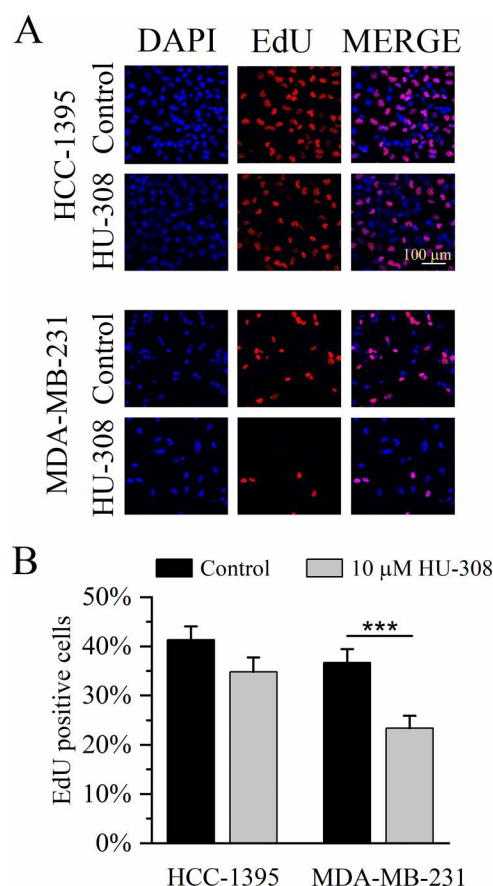 A
DAPI EdU MERGE
HCC-1395
Control
HU-308
100 µm
MDA-MB-231
Control
HU-308
B
Control 10 µM HU-308
***
EdU positive cells
50%
40%
30%
20%
10%
0%
HCC-1395 MDA-MB-231